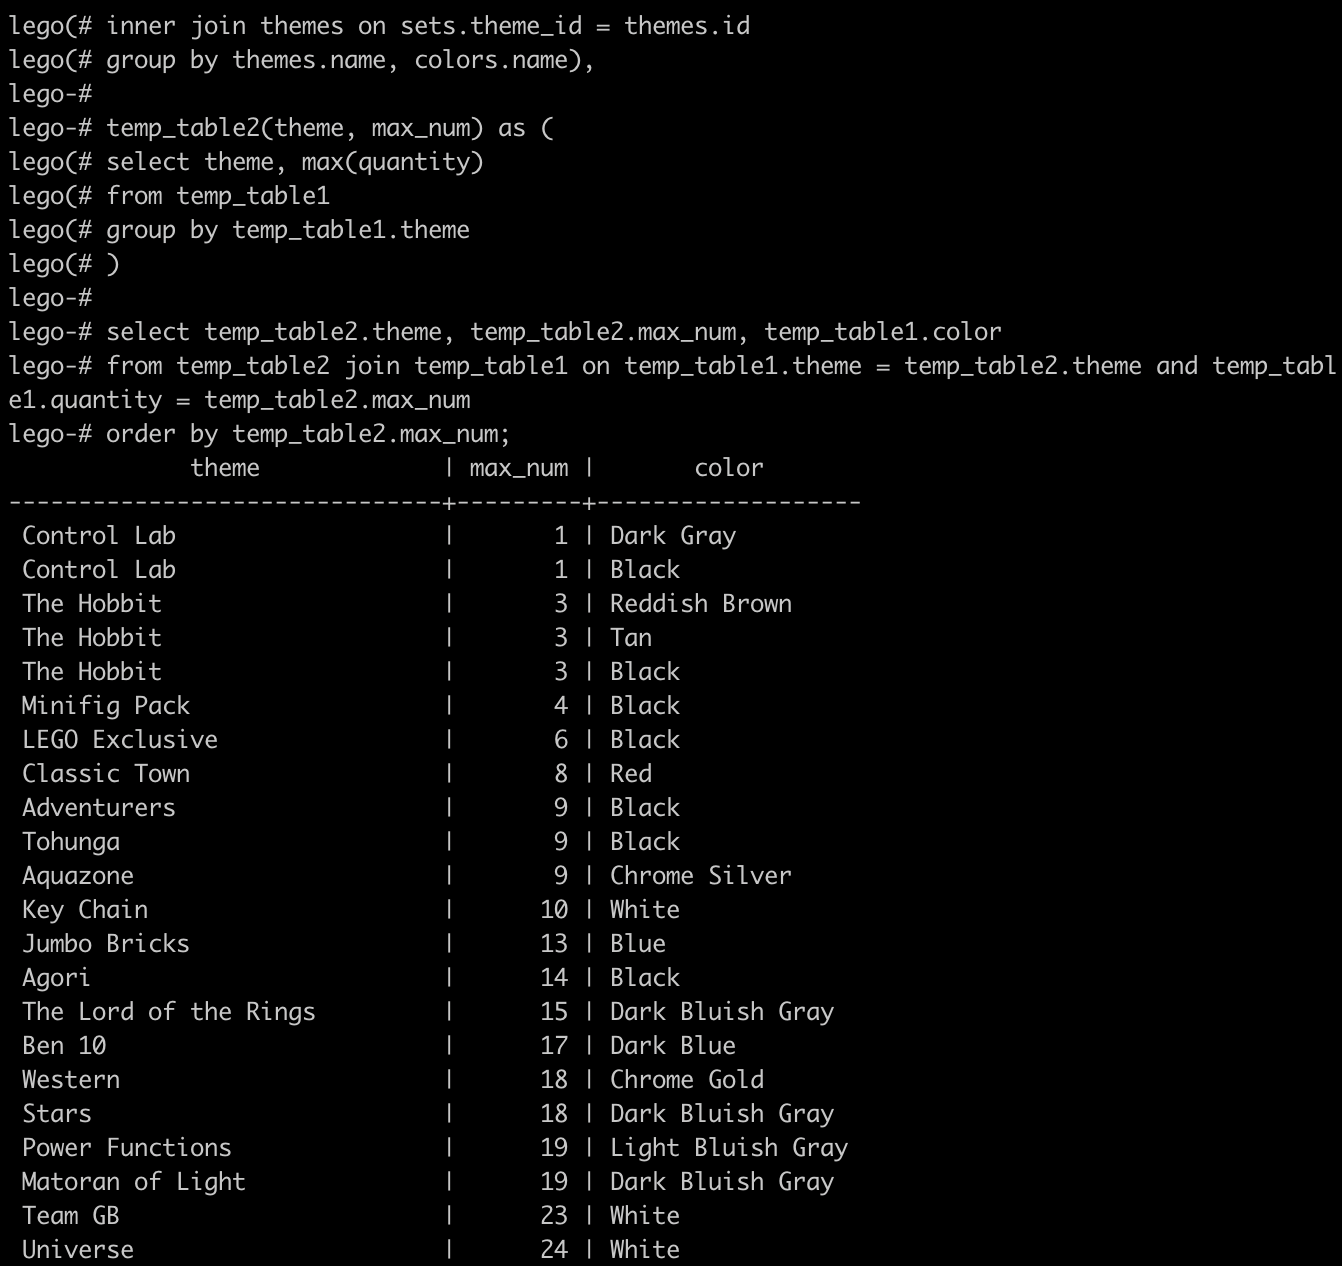 lego(# inner join themes on sets.theme_id = themes.id
lego(# group by themes.name, colors.name),
lego-#
lego-# temp_table2(theme, max_num) as (
lego(# select theme, max(quantity)
lego(# from temp_table1
lego(# group by temp_table1.theme
lego(# )
lego-#
lego-# select temp_table2.theme, temp_table2.max_num, temp_table1.color
lego-# from temp_table2 join temp_table1 on temp_table1.theme = temp_table2.theme and temp_tabl
e1.quantity = temp_table2.max_num
lego-# order by temp_table2.max_num;
             theme             | max_num |       color
-------------------------------+---------+-------------------
 Control Lab                   |       1 | Dark Gray
 Control Lab                   |       1 | Black
 The Hobbit                    |       3 | Reddish Brown
 The Hobbit                    |       3 | Tan
 The Hobbit                    |       3 | Black
 Minifig Pack                  |       4 | Black
 LEGO Exclusive                |       6 | Black
 Classic Town                  |       8 | Red
 Adventurers                   |       9 | Black
 Tohunga                       |       9 | Black
 Aquazone                      |       9 | Chrome Silver
 Key Chain                     |      10 | White
 Jumbo Bricks                  |      13 | Blue
 Agori                         |      14 | Black
 The Lord of the Rings         |      15 | Dark Bluish Gray
 Ben 10                        |      17 | Dark Blue
 Western                       |      18 | Chrome Gold
 Stars                         |      18 | Dark Bluish Gray
 Power Functions               |      19 | Light Bluish Gray
 Matoran of Light              |      19 | Dark Bluish Gray
 Team GB                       |      23 | White
 Universe                      |      24 | White